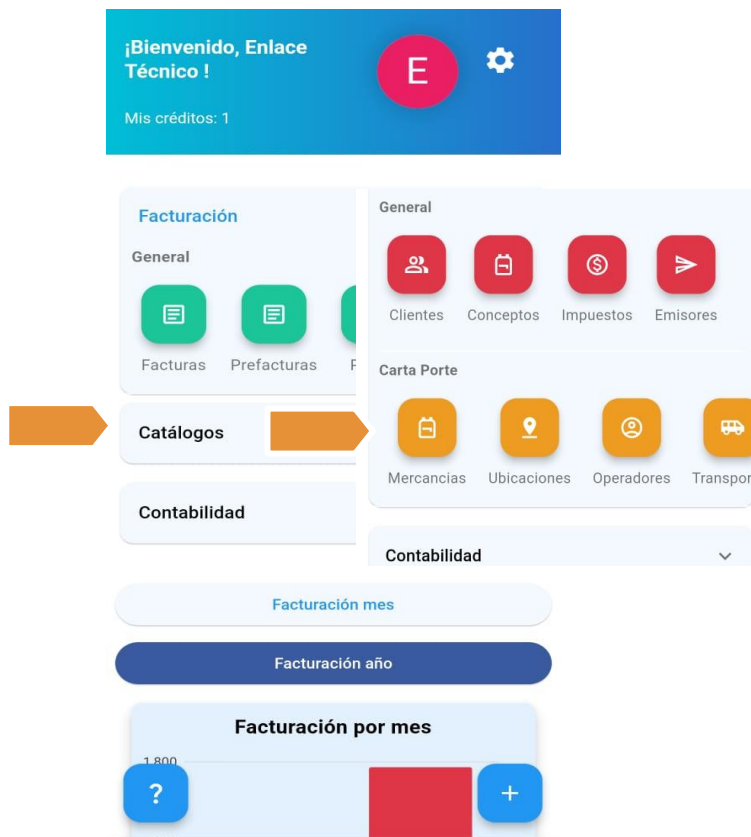 ¡Bienvenido, Enlace
Técnico !
E
Mis créditos: 1
Facturación
General
Facturas Prefacturas
Catálogos
Contabilidad
General
Clientes Conceptos Impuestos Emisores
Carta Porte
Mercancias Ubicaciones Operadores Transpor
Contabilidad
Facturación mes
Facturación año
Facturación por mes
1,800
? +